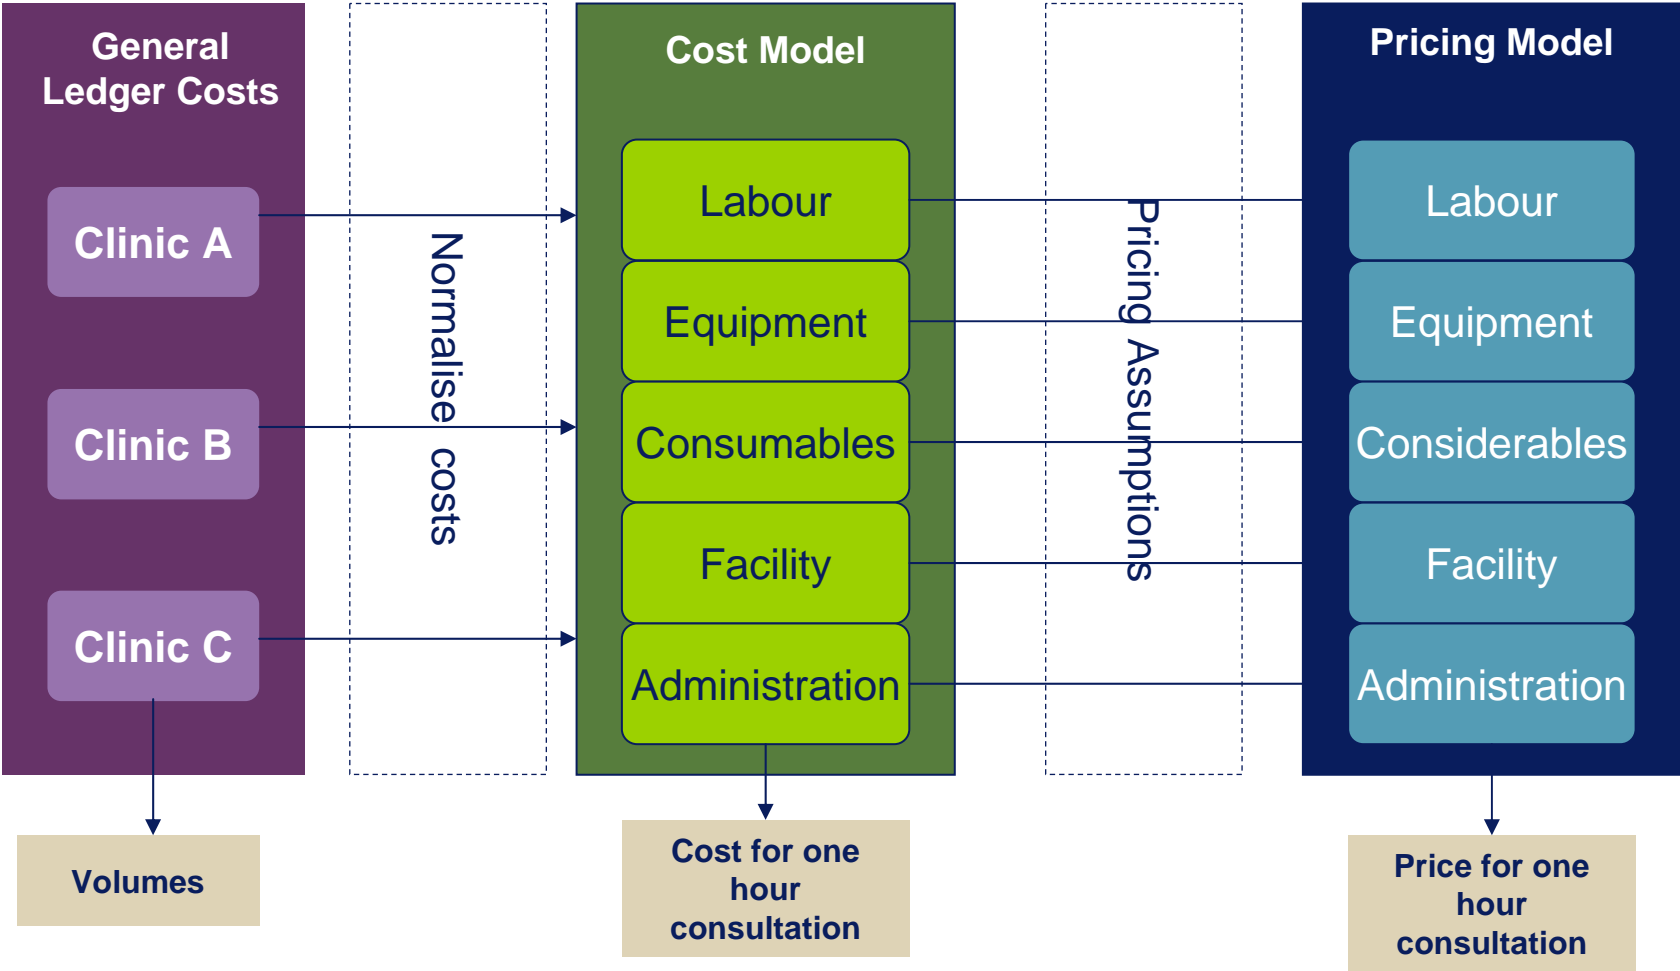 General
Ledger Costs
Clinic A
Clinic B
Clinic C
Volumes
Normalise costs
Cost Model
Labour
Equipment
Consumables
Facility
Administration
Cost for one
hour
consultation
Pricing Assumptions
Pricing Model
Labour
Equipment
Considerables
Facility
Administration
Price for one
hour
consultation